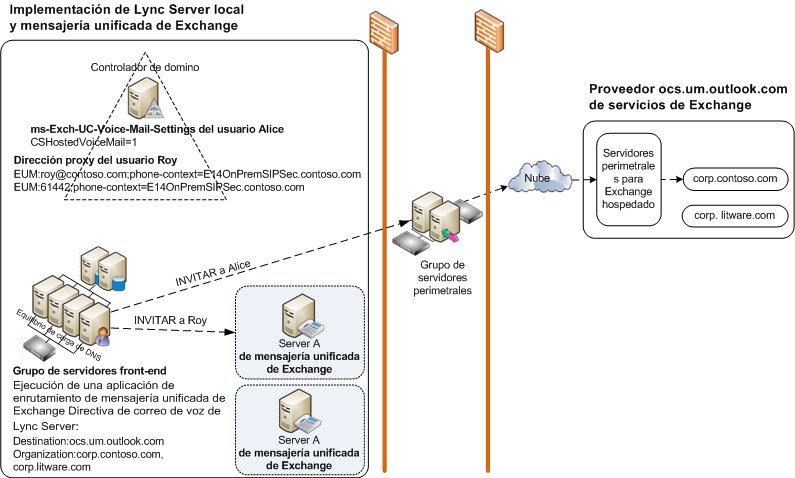 Implementación de Lync Server local
y mensajería unificada de Exchange
Controlador de domino
ms-Exch-UC-Voice-Mail-Settings del usuario Alice
CSHostedVoiceMail=1
Dirección proxy del usuario Roy
EUM:roy@contoso.com;phone-context=E14OnPremSIPSec.contoso.com
EUM:61442;phone-context=E14OnPremSIPSec.contoso.com
Proveedor ocs.um.outlook.com
de servicios de Exchange
Servidores
perimetrale
s para
Exchange
hospedado
corp.contoso.com
corp. litware.com
Nube
Grupo de
servidores
perimetrales
INVITAR a Alice
INVITAR a Roy
Equilibrio de carga de DNS
Server A
de mensajería unificada
de Exchange
Server A
de mensajería unificada
de Exchange
Grupo de servidores front-end
Ejecución de una aplicación de
enrutamiento de mensajería unificada de
Exchange Directiva de correo de voz de
Lync Server:
Destination:ocs.um.outlook.com
Organization:corp.contoso.com,
corp.litware.com